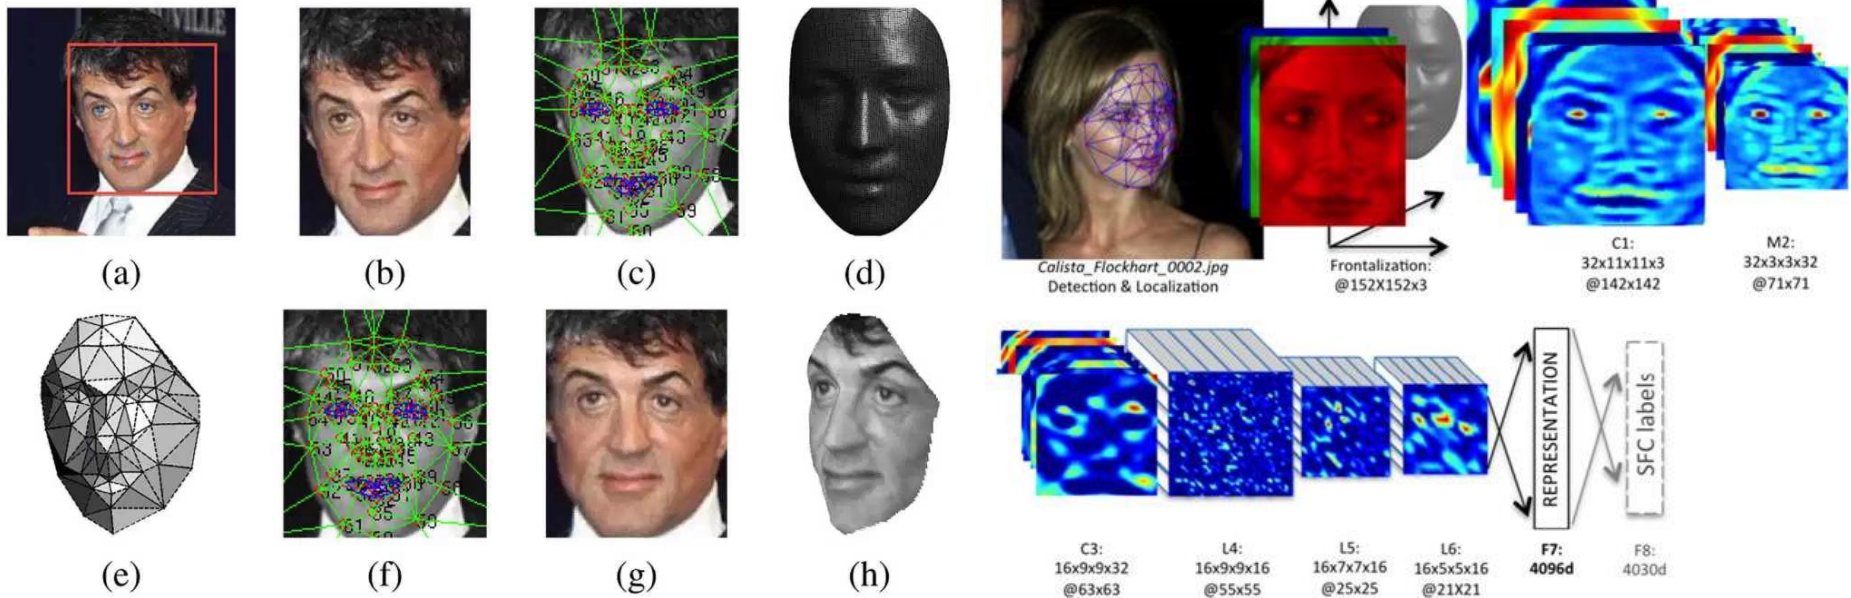 VILLE
(a)
(b)
(c)
(d)
(e)
(f)
(g)
(h)
Calista_Flockhart_0002.jpg
Detection & Localization
Frontalization:
@152X152x3
C1:
32x11x11x3
@142x142
M2:
32x3x3x32
@71x71
REPRESENTATION
SFC labels
C3:
16x9x9x32
@63x63
L4:
16x9x9x16
@55x55
L5:
16x7x7x16
@25x25
L6:
16x5x5x16
@21X21
F7:
4096d
F8:
4030d